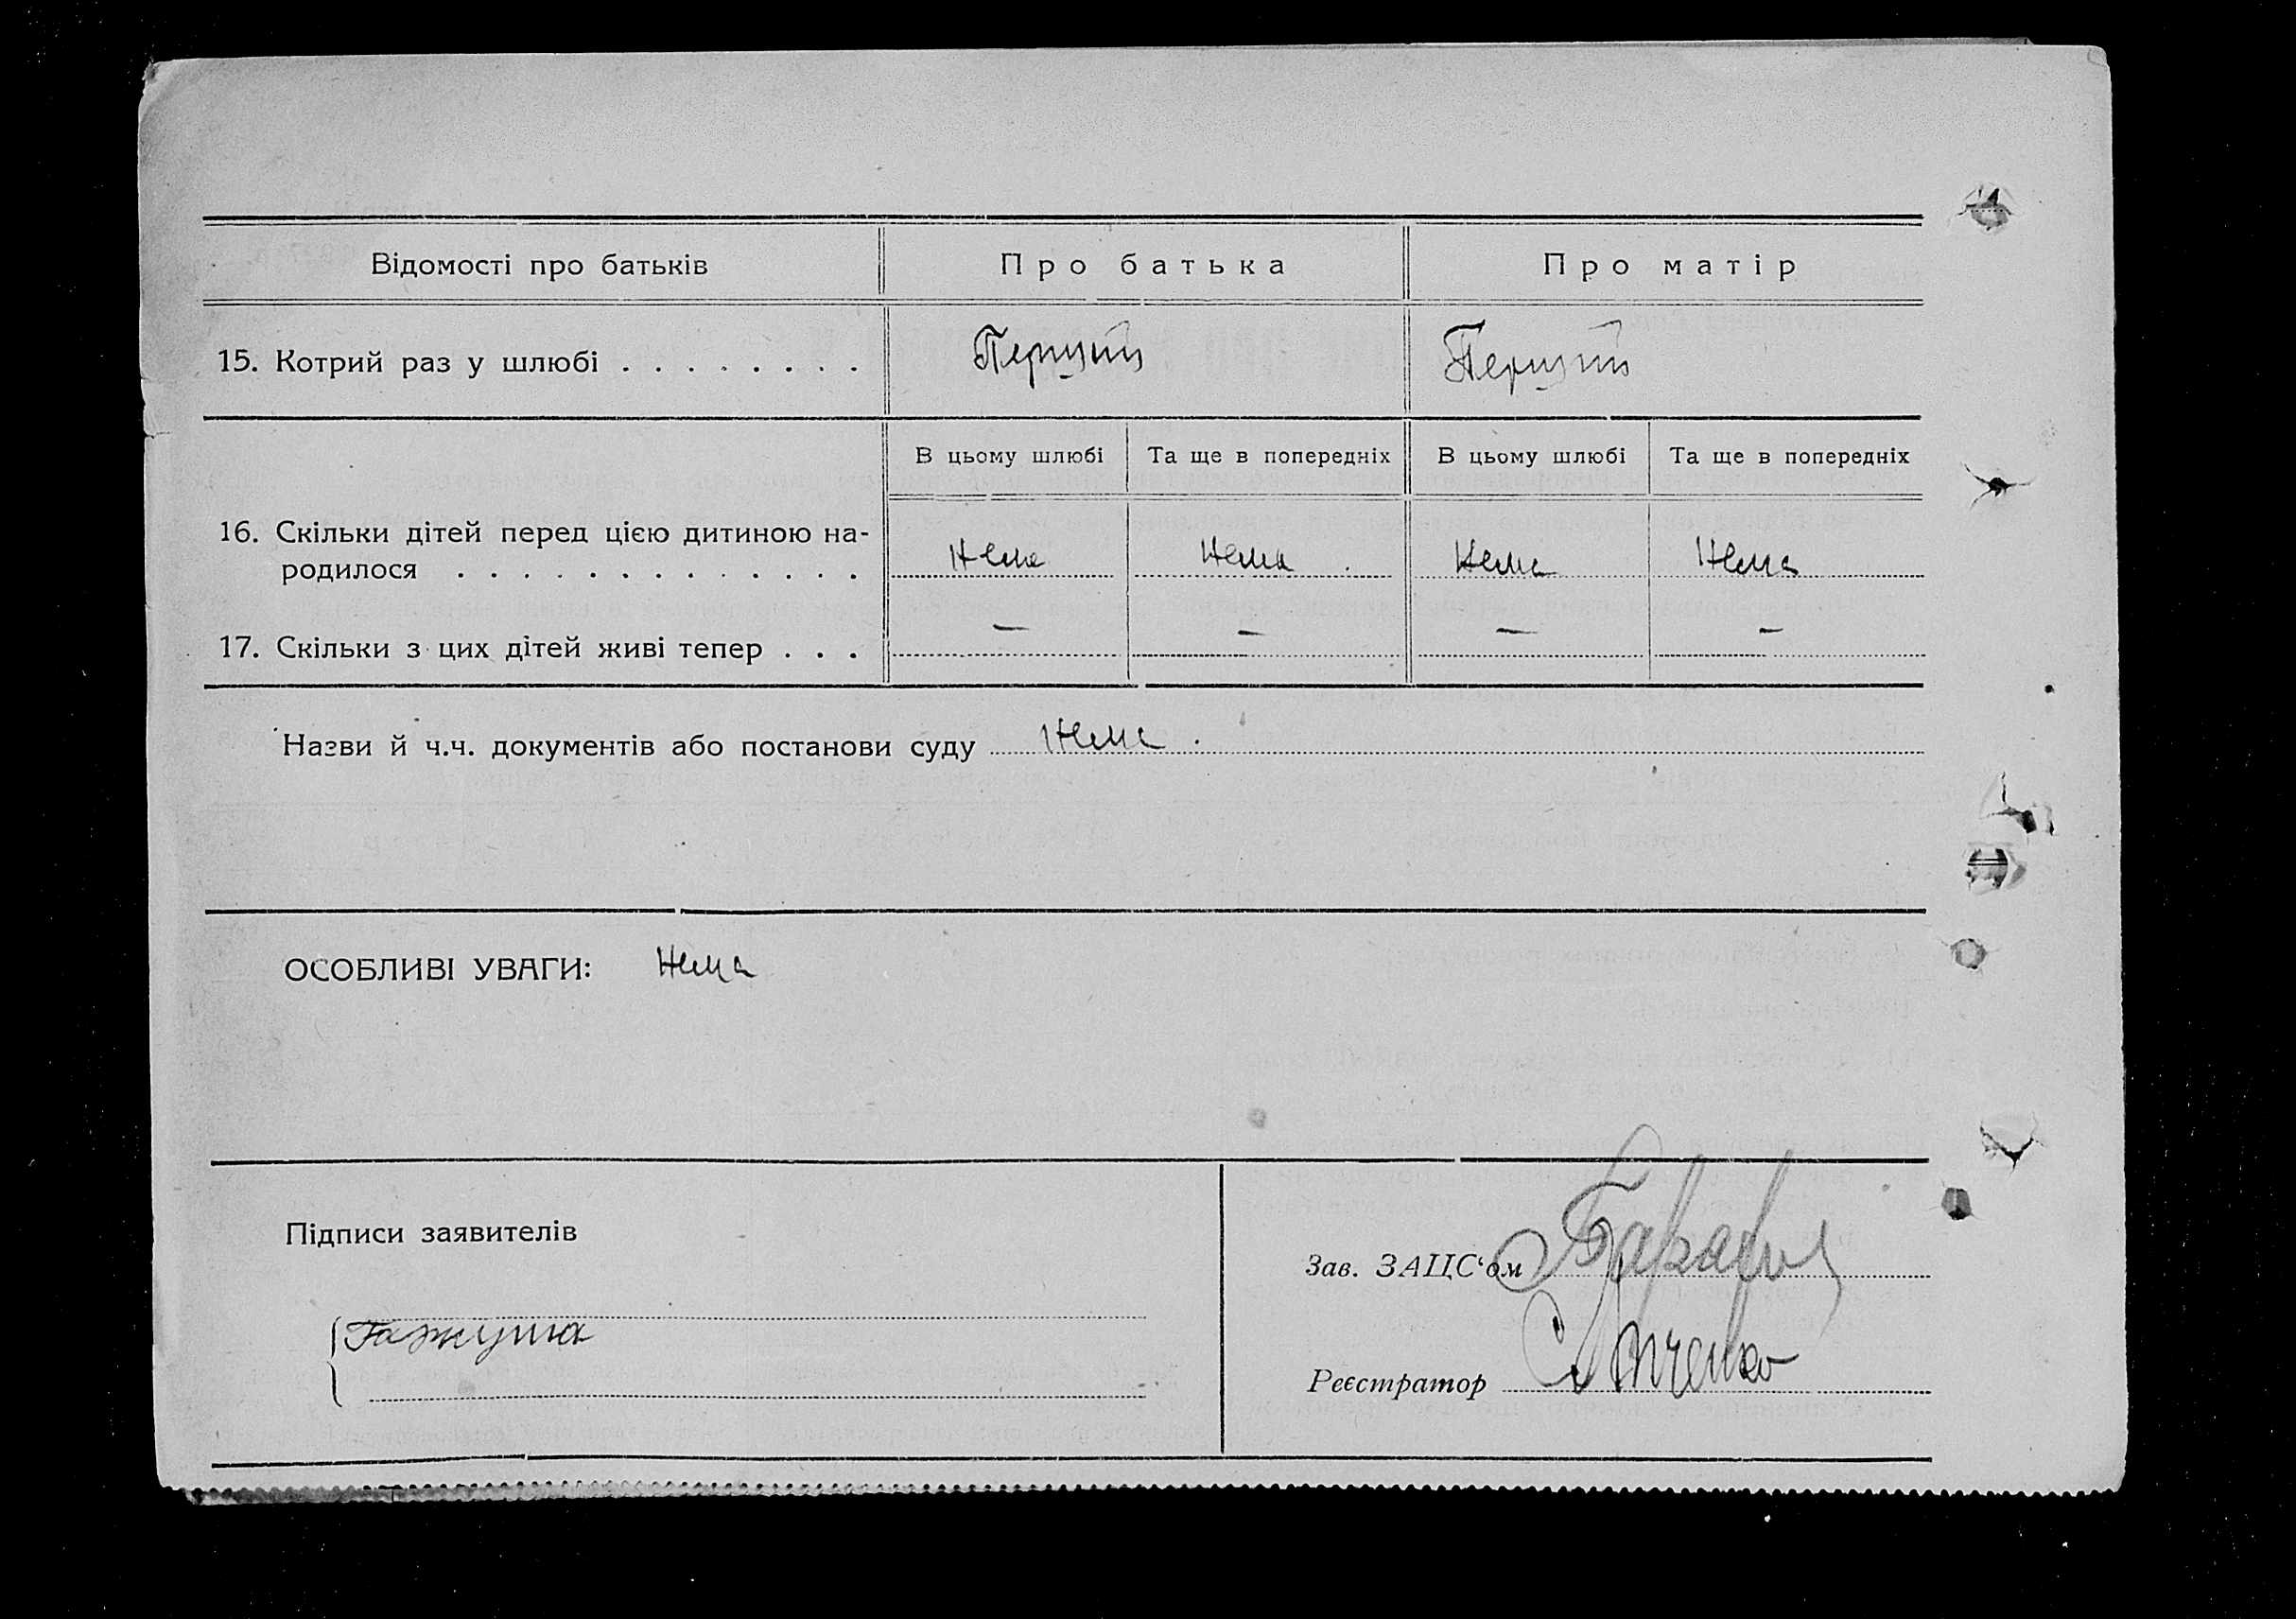 Відомості про батьків Про батька Про матір
15. Котрий раз у шлюбі . . . . . . . . . Перший Перший
В цьому шлюбі Та ще в попередніх В цьому шлюбі Та ще в попередніх
16. Скільки дітей перед цією дитиною на-
родилося . . . . . . . . . . . . . . Нема Нема Нема Нема
17. Скільки з цих дітей живі тепер . . . — — — —
Назви й ч.ч. документів або постанови суду Нема.
ОСОБЛИВІ УВАГИ: Нема
Підписи заявителів
Зав. ЗАЦС‘ом
Реєстратор